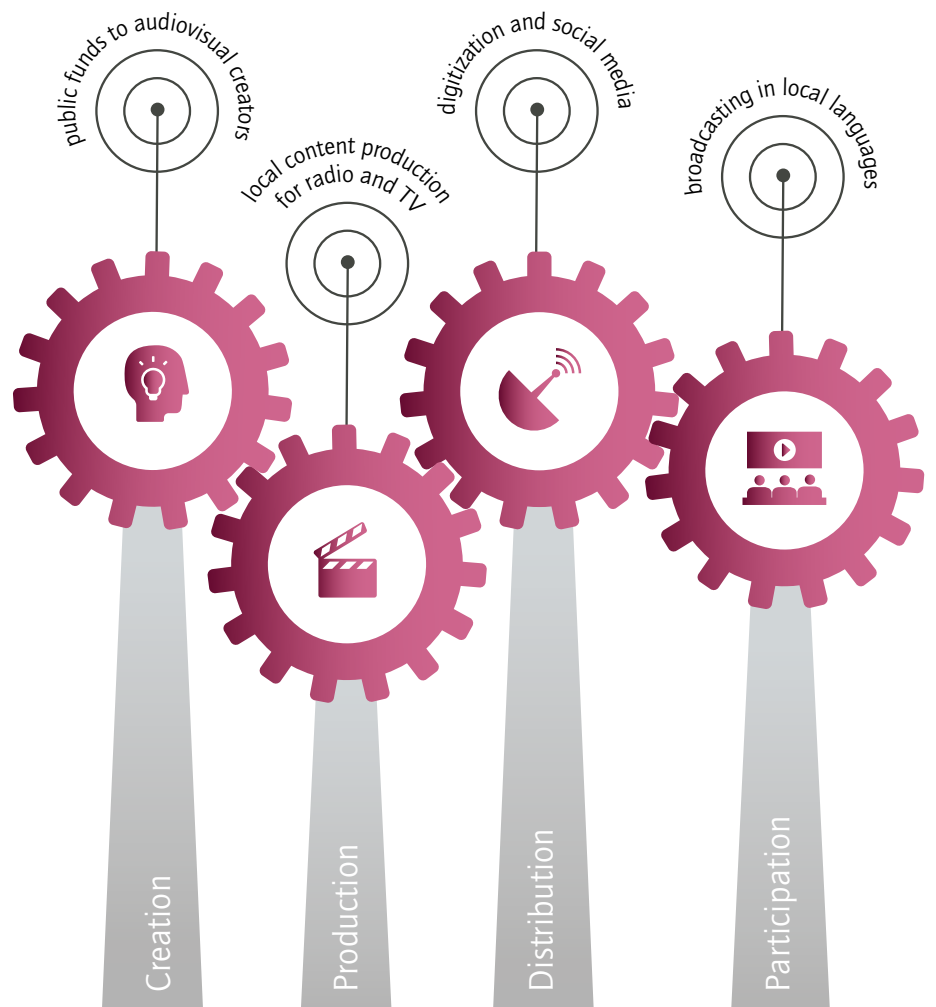 public funds to audiovisual creators
local content production
for radio and TV
digitization and social media
broadcasting in local languages
Creation
Production
Distribution
Participation